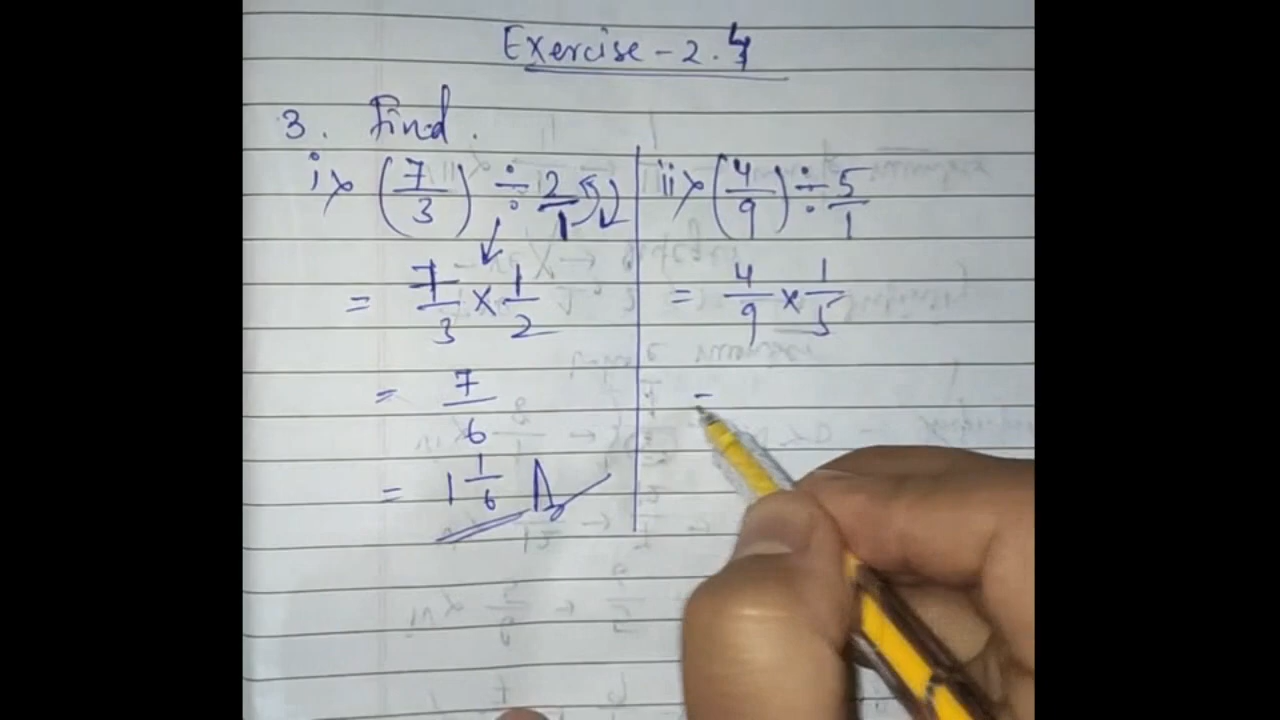 Exercise - 2.4
3. Find.
i> (7/3) ÷ 2/1
= 7/3 × 1/2
= 7/6
= 1 1/6 A
ii> (4/9) ÷ 5/1
= 4/9 × 1/5
=